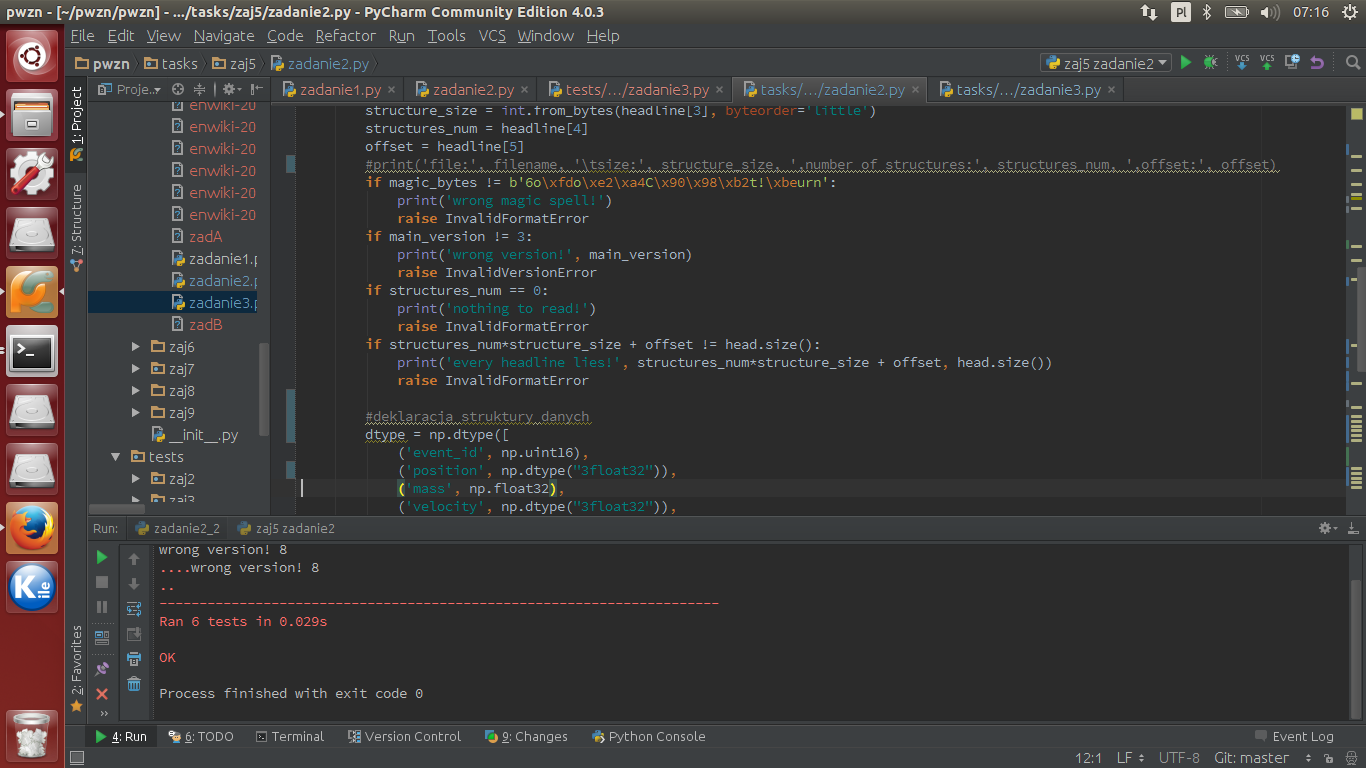 pwzn - [~/pwzn/pwzn] - .../tasks/zaj5/zadanie2.py - PyCharm Community Edition 4.0.3
Pl
07:16
File Edit View Navigate Code Refactor Run Tools VCS Window Help
pwzn tasks zaj5 zadanie2.py
zaj5 zadanie2
VCS VCS
Proje..
zadanie1.py zadanie2.py tests/.../zadanie3.py tasks/.../zadanie2.py tasks/.../zadanie3.py
1: Project
7: Structure
2: Favorites
enwiki-20
enwiki-20
enwiki-20
enwiki-20
enwiki-20
enwiki-20
zadA
zadanie1.p
zadanie2.p
zadanie3.p
zadB
zaj6
zaj7
zaj8
zaj9
__init__.py
tests
zaj2
zaj3
structure_size = int.from_bytes(headline[3], byteorder='little')
structures_num = headline[4]
offset = headline[5]
#print('file:', filename, '\tsize:', structure_size, ',number of structures:', structures_num, ',offset:', offset)
if magic_bytes != b'6o\xfdo\xe2\xa4C\x90\x98\xb2t!\xbeurn':
print('wrong magic spell!')
raise InvalidFormatError
if main_version != 3:
print('wrong version!', main_version)
raise InvalidVersionError
if structures_num == 0:
print('nothing to read!')
raise InvalidFormatError
if structures_num*structure_size + offset != head.size():
print('every headline lies!', structures_num*structure_size + offset, head.size())
raise InvalidFormatError
#deklaracja struktury danych
dtype = np.dtype([
('event_id', np.uint16),
('position', np.dtype("3float32")),
('mass', np.float32),
('velocity', np.dtype("3float32")),
Run: zadanie2_2 zaj5 zadanie2
wrong version! 8
....wrong version! 8
..
----------------------------------------------------------------------
Ran 6 tests in 0.029s
OK
Process finished with exit code 0
4: Run 6: TODO Terminal Version Control 9: Changes Python Console Event Log
12:1 LF UTF-8 Git: master
K ile